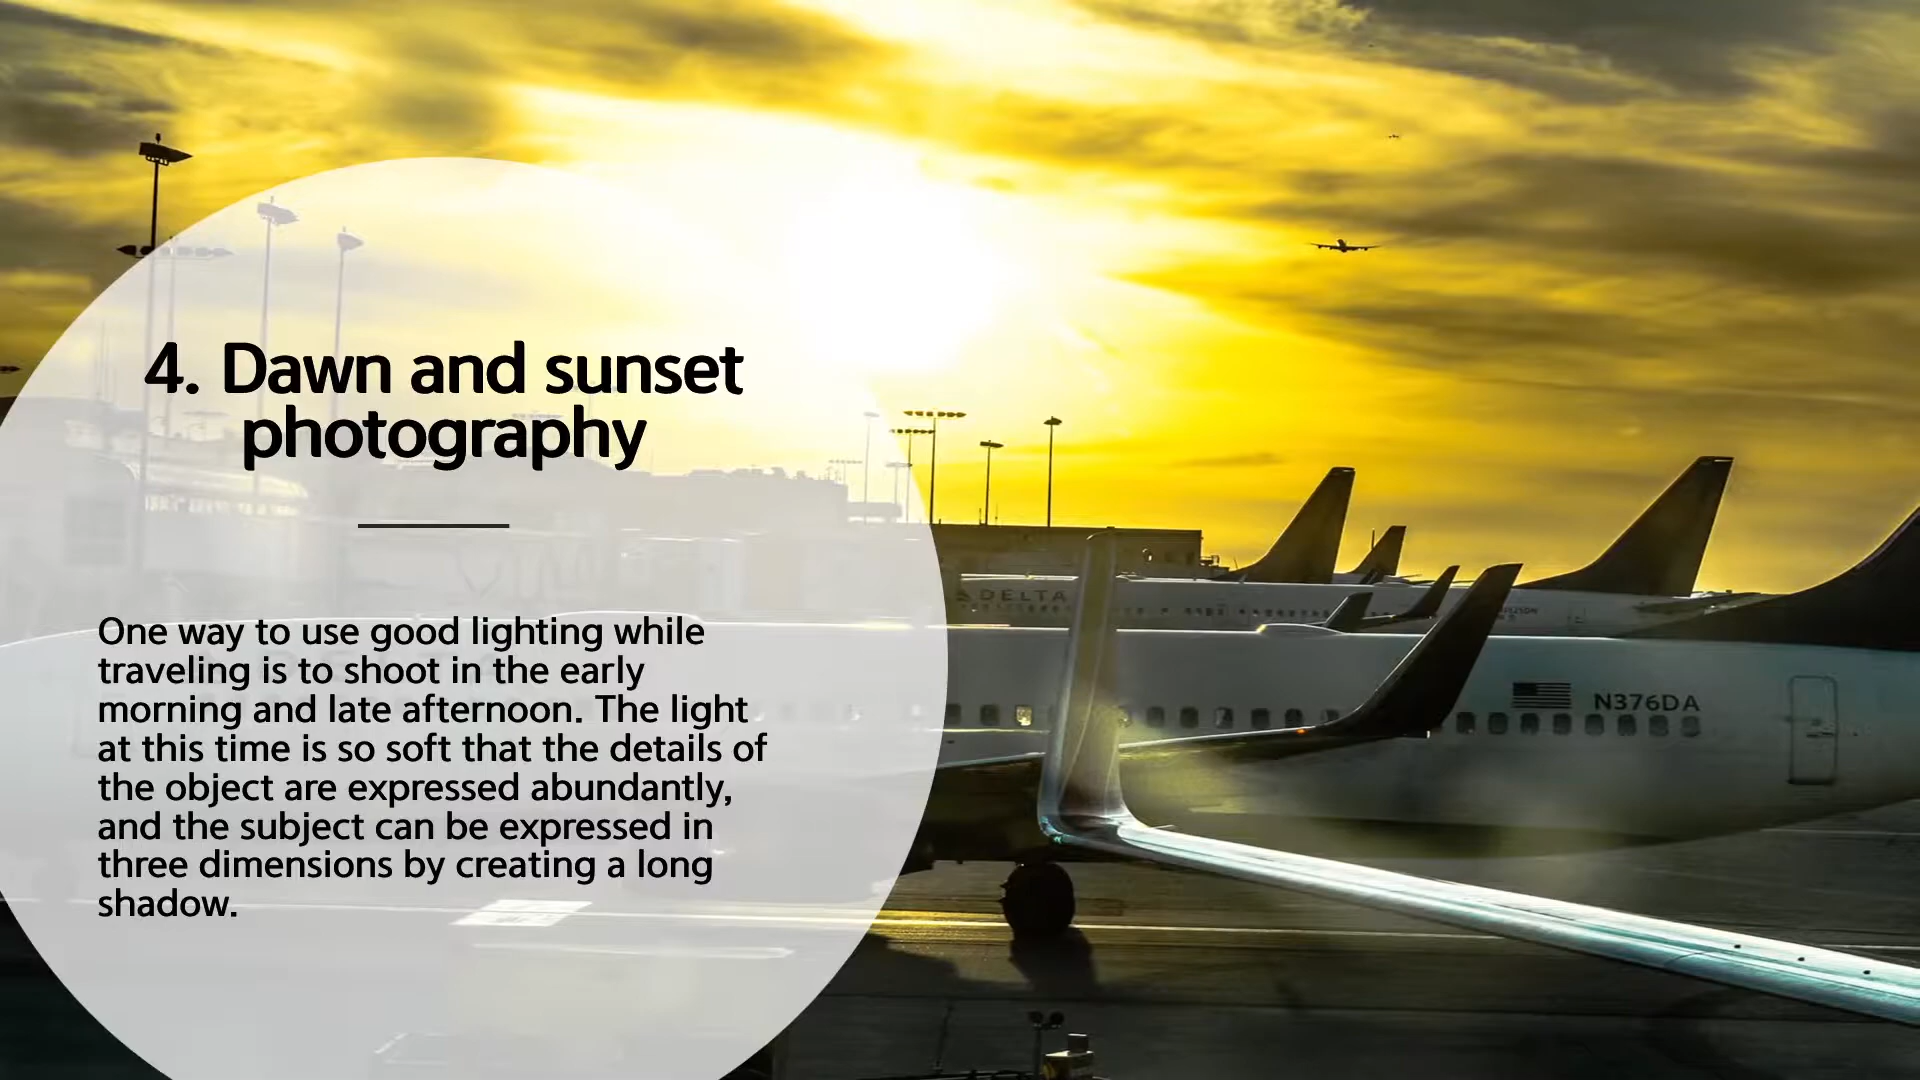 4. Dawn and sunset
photography
One way to use good lighting while
traveling is to shoot in the early
morning and late afternoon. The light
at this time is so soft that the details of
the object are expressed abundantly,
and the subject can be expressed in
three dimensions by creating a long
shadow.
DELTA
N376DA